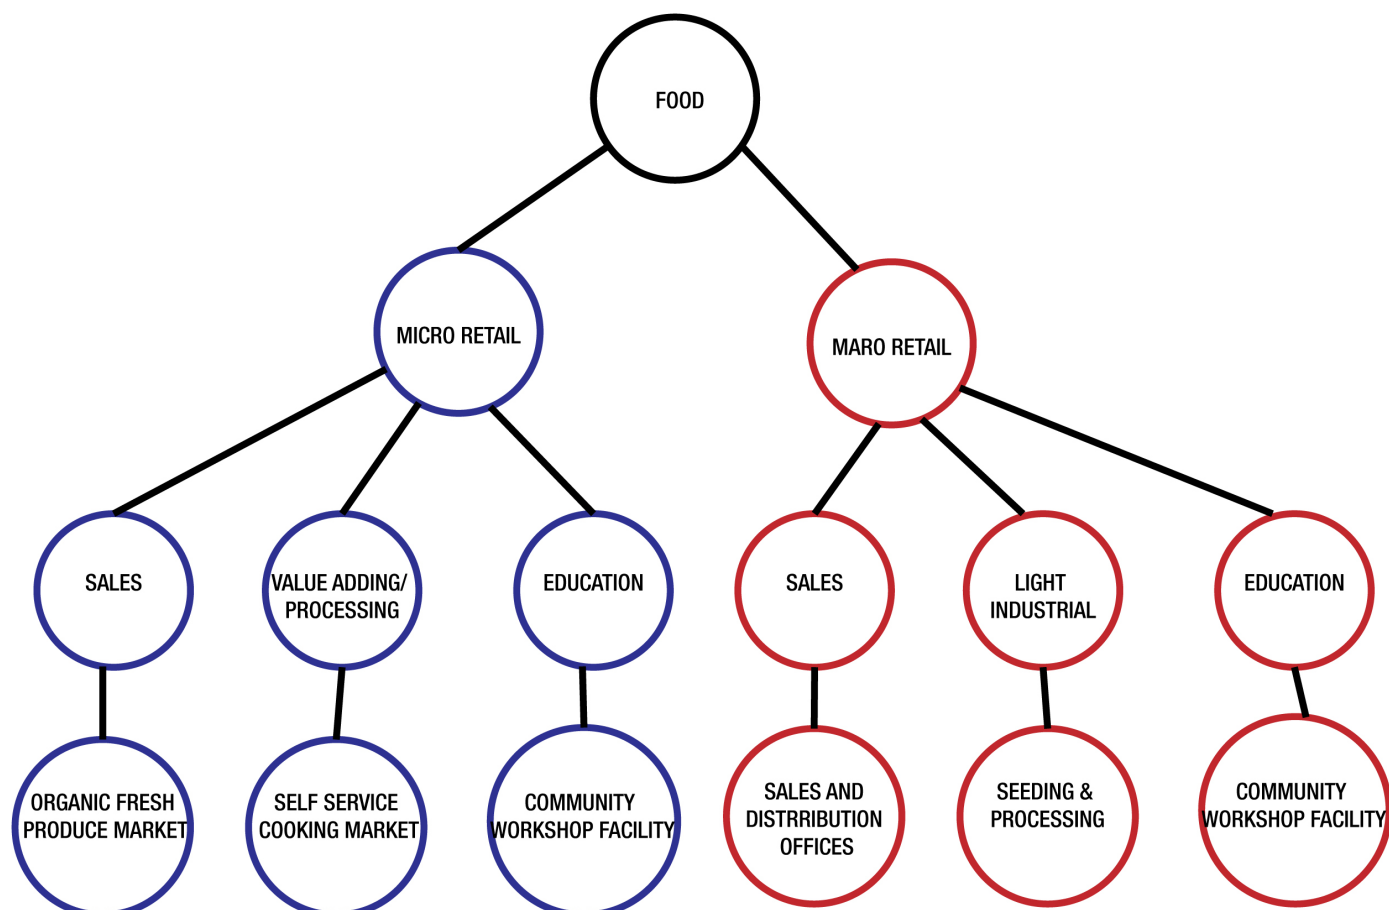 FOOD
MICRO RETAIL
MARO RETAIL
SALES
VALUE ADDING/
PROCESSING
EDUCATION
SALES
LIGHT
INDUSTRIAL
EDUCATION
ORGANIC FRESH
PRODUCE MARKET
SELF SERVICE
COOKING MARKET
COMMUNITY
WORKSHOP FACILITY
SALES AND
DISTRRIBUTION
OFFICES
SEEDING &
PROCESSING
COMMUNITY
WORKSHOP FACILITY